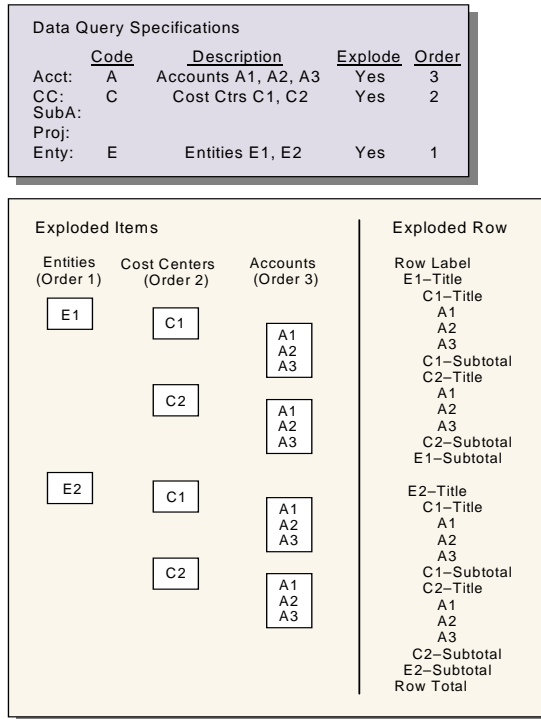 Data Query Specifications
Code Description Explode Order
Acct: A Accounts A1, A2, A3 Yes 3
CC: C Cost Ctrs C1, C2 Yes 2
SubA:
Proj:
Enty: E Entities E1, E2 Yes 1
Exploded Items
Entities
(Order 1)
Cost Centers
(Order 2)
Accounts
(Order 3)
E1
C1
A1
A2
A3
C2
A1
A2
A3
E2
C1
A1
A2
A3
C2
A1
A2
A3
Exploded Row
Row Label
E1–Title
C1–Title
A1
A2
A3
C1–Subtotal
C2–Title
A1
A2
A3
C2–Subtotal
E1–Subtotal
E2–Title
C1–Title
A1
A2
A3
C1–Subtotal
C2–Title
A1
A2
A3
C2–Subtotal
E2–Subtotal
Row Total